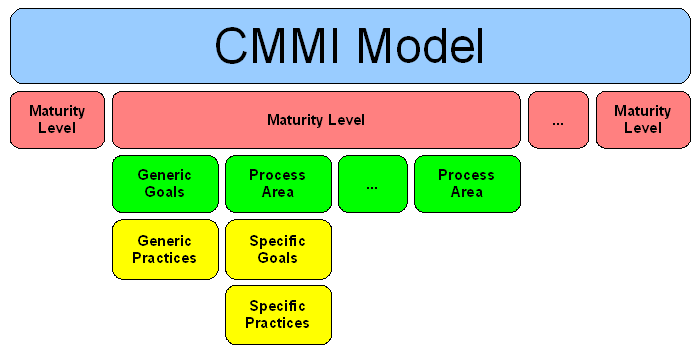 CMMI Model
Maturity
Level
Maturity Level
...
Maturity
Level
Generic
Goals
Process
Area
...
Process
Area
Generic
Practices
Specific
Goals
Specific
Practices